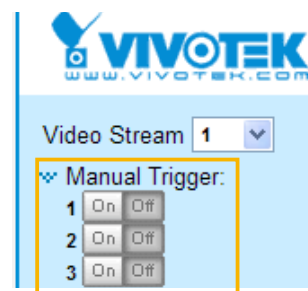 VIVOTEK
www.vivotek.com
Video Stream 1
Manual Trigger:
1 On Off
2 On Off
3 On Off